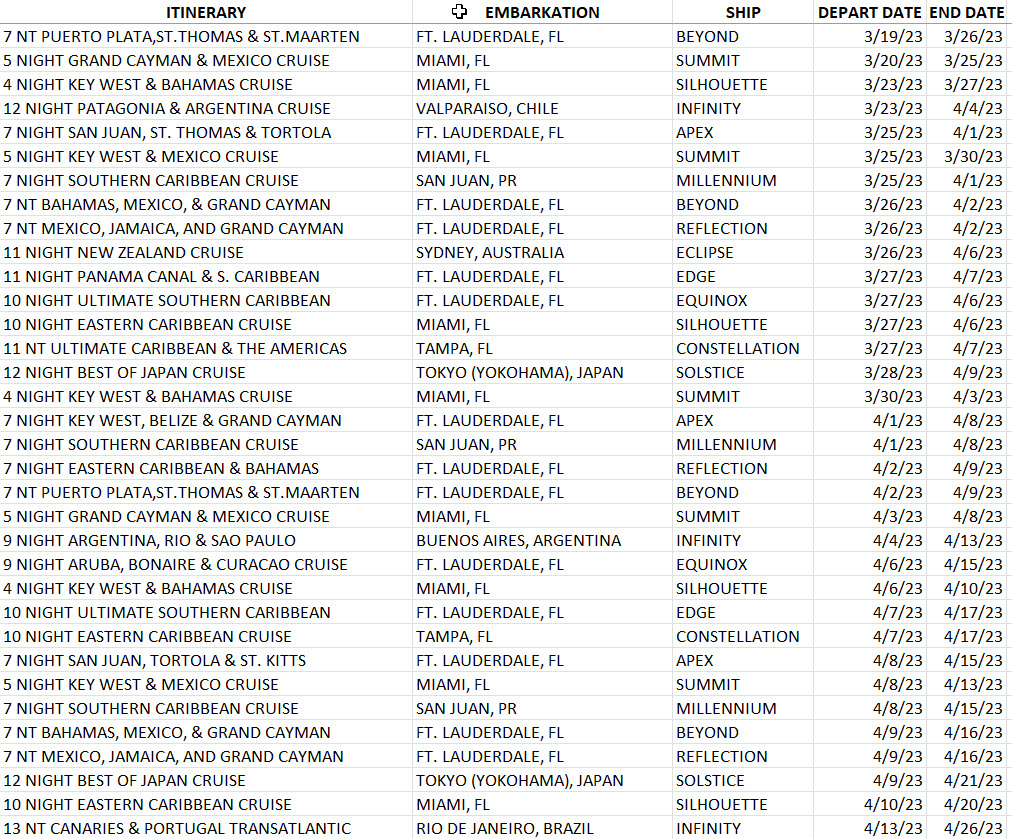 ITINERARY EMBARKATION SHIP DEPART DATE END DATE
7 NT PUERTO PLATA,ST.THOMAS & ST.MAARTEN FT. LAUDERDALE, FL BEYOND 3/19/23 3/26/23
5 NIGHT GRAND CAYMAN & MEXICO CRUISE MIAMI, FL SUMMIT 3/20/23 3/25/23
4 NIGHT KEY WEST & BAHAMAS CRUISE MIAMI, FL SILHOUETTE 3/23/23 3/27/23
12 NIGHT PATAGONIA & ARGENTINA CRUISE VALPARAISO, CHILE INFINITY 3/23/23 4/4/23
7 NIGHT SAN JUAN, ST. THOMAS & TORTOLA FT. LAUDERDALE, FL APEX 3/25/23 4/1/23
5 NIGHT KEY WEST & MEXICO CRUISE MIAMI, FL SUMMIT 3/25/23 3/30/23
7 NIGHT SOUTHERN CARIBBEAN CRUISE SAN JUAN, PR MILLENNIUM 3/25/23 4/1/23
7 NT BAHAMAS, MEXICO, & GRAND CAYMAN FT. LAUDERDALE, FL BEYOND 3/26/23 4/2/23
7 NT MEXICO, JAMAICA, AND GRAND CAYMAN FT. LAUDERDALE, FL REFLECTION 3/26/23 4/2/23
11 NIGHT NEW ZEALAND CRUISE SYDNEY, AUSTRALIA ECLIPSE 3/26/23 4/6/23
11 NIGHT PANAMA CANAL & S. CARIBBEAN FT. LAUDERDALE, FL EDGE 3/27/23 4/7/23
10 NIGHT ULTIMATE SOUTHERN CARIBBEAN FT. LAUDERDALE, FL EQUINOX 3/27/23 4/6/23
10 NIGHT EASTERN CARIBBEAN CRUISE MIAMI, FL SILHOUETTE 3/27/23 4/6/23
11 NT ULTIMATE CARIBBEAN & THE AMERICAS TAMPA, FL CONSTELLATION 3/27/23 4/7/23
12 NIGHT BEST OF JAPAN CRUISE TOKYO (YOKOHAMA), JAPAN SOLSTICE 3/28/23 4/9/23
4 NIGHT KEY WEST & BAHAMAS CRUISE MIAMI, FL SUMMIT 3/30/23 4/3/23
7 NIGHT KEY WEST, BELIZE & GRAND CAYMAN FT. LAUDERDALE, FL APEX 4/1/23 4/8/23
7 NIGHT SOUTHERN CARIBBEAN CRUISE SAN JUAN, PR MILLENNIUM 4/1/23 4/8/23
7 NIGHT EASTERN CARIBBEAN & BAHAMAS FT. LAUDERDALE, FL REFLECTION 4/2/23 4/9/23
7 NT PUERTO PLATA,ST.THOMAS & ST.MAARTEN FT. LAUDERDALE, FL BEYOND 4/2/23 4/9/23
5 NIGHT GRAND CAYMAN & MEXICO CRUISE MIAMI, FL SUMMIT 4/3/23 4/8/23
9 NIGHT ARGENTINA, RIO & SAO PAULO BUENOS AIRES, ARGENTINA INFINITY 4/4/23 4/13/23
9 NIGHT ARUBA, BONAIRE & CURACAO CRUISE FT. LAUDERDALE, FL EQUINOX 4/6/23 4/15/23
4 NIGHT KEY WEST & BAHAMAS CRUISE MIAMI, FL SILHOUETTE 4/6/23 4/10/23
10 NIGHT ULTIMATE SOUTHERN CARIBBEAN FT. LAUDERDALE, FL EDGE 4/7/23 4/17/23
10 NIGHT EASTERN CARIBBEAN CRUISE TAMPA, FL CONSTELLATION 4/7/23 4/17/23
7 NIGHT SAN JUAN, TORTOLA & ST. KITTS FT. LAUDERDALE, FL APEX 4/8/23 4/15/23
5 NIGHT KEY WEST & MEXICO CRUISE MIAMI, FL SUMMIT 4/8/23 4/13/23
7 NIGHT SOUTHERN CARIBBEAN CRUISE SAN JUAN, PR MILLENNIUM 4/8/23 4/15/23
7 NT BAHAMAS, MEXICO, & GRAND CAYMAN FT. LAUDERDALE, FL BEYOND 4/9/23 4/16/23
7 NT MEXICO, JAMAICA, AND GRAND CAYMAN FT. LAUDERDALE, FL REFLECTION 4/9/23 4/16/23
12 NIGHT BEST OF JAPAN CRUISE TOKYO (YOKOHAMA), JAPAN SOLSTICE 4/9/23 4/21/23
10 NIGHT EASTERN CARIBBEAN CRUISE MIAMI, FL SILHOUETTE 4/10/23 4/20/23
13 NT CANARIES & PORTUGAL TRANSATLANTIC RIO DE JANEIRO, BRAZIL INFINITY 4/13/23 4/26/23